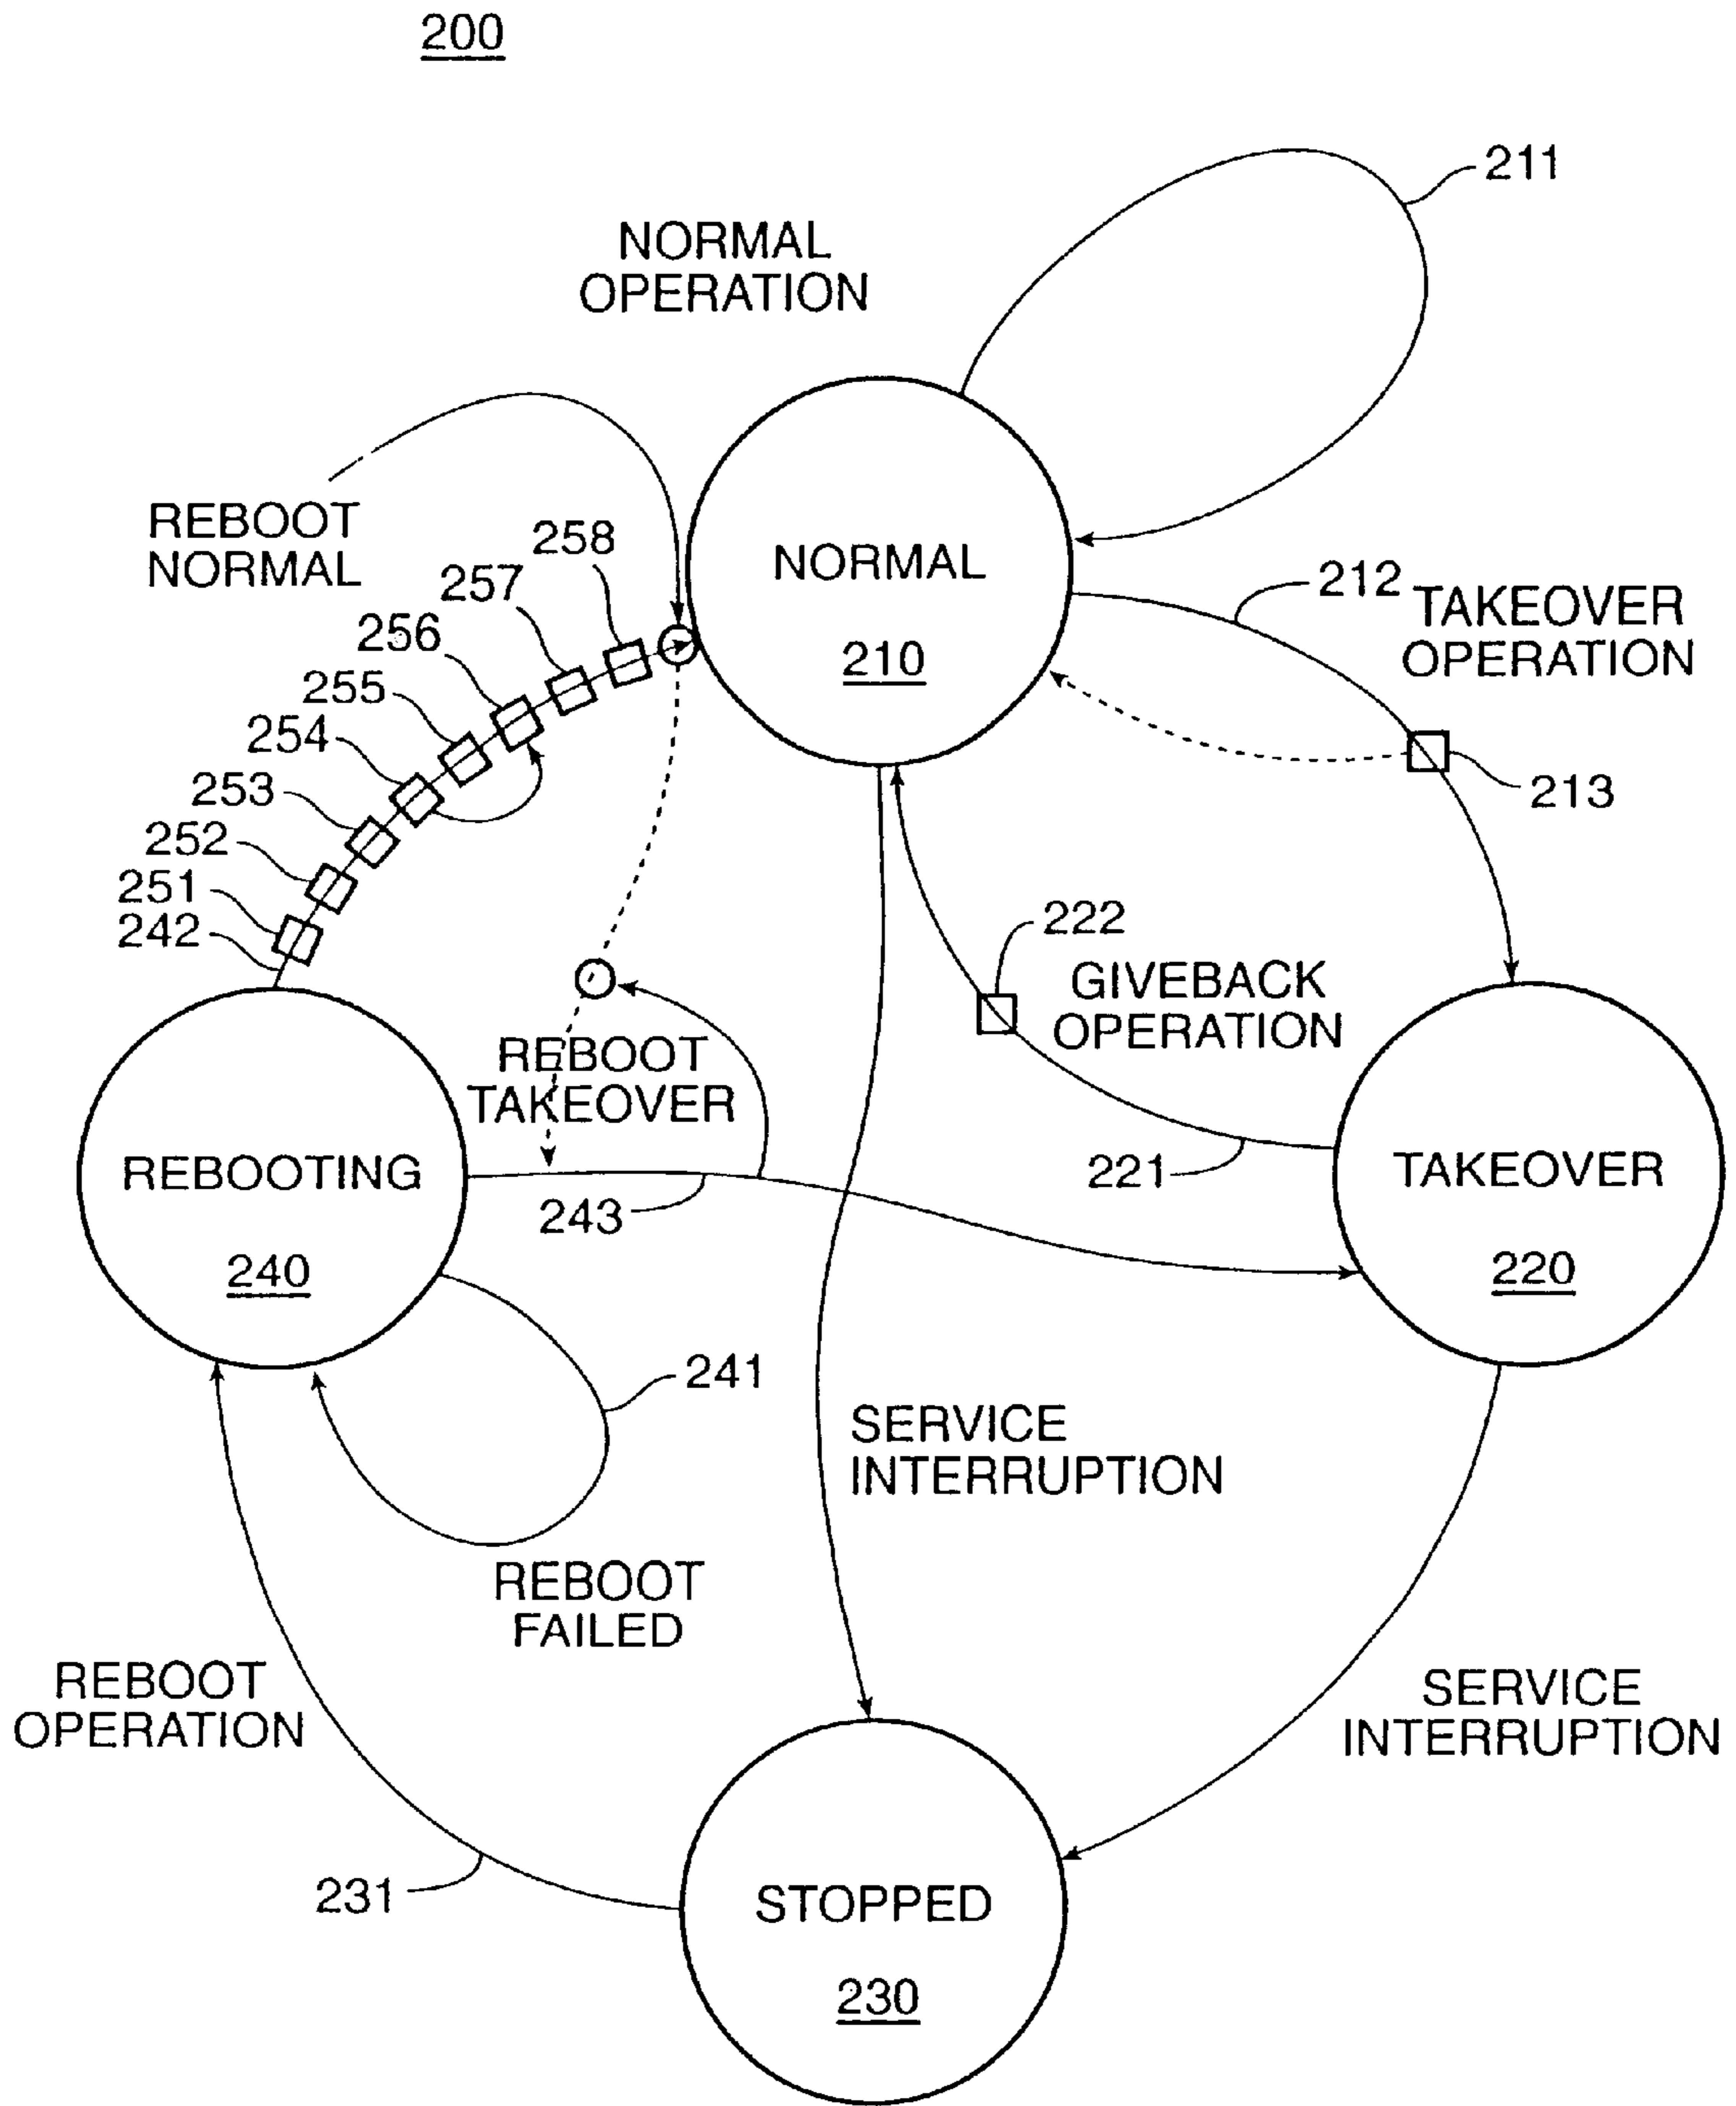 200
211
NORMAL
OPERATION
REBOOT
NORMAL
258
NORMAL
212
TAKEOVER
OPERATION
257
256
210
255
254
253
213
252
251
242
222
GIVEBACK
OPERATION
REBOOT
TAKEOVER
REBOOTING
221
TAKEOVER
243
240
220
241
SERVICE
INTERRUPTION
REBOOT
FAILED
REBOOT
OPERATION
SERVICE
INTERRUPTION
231
STOPPED
230